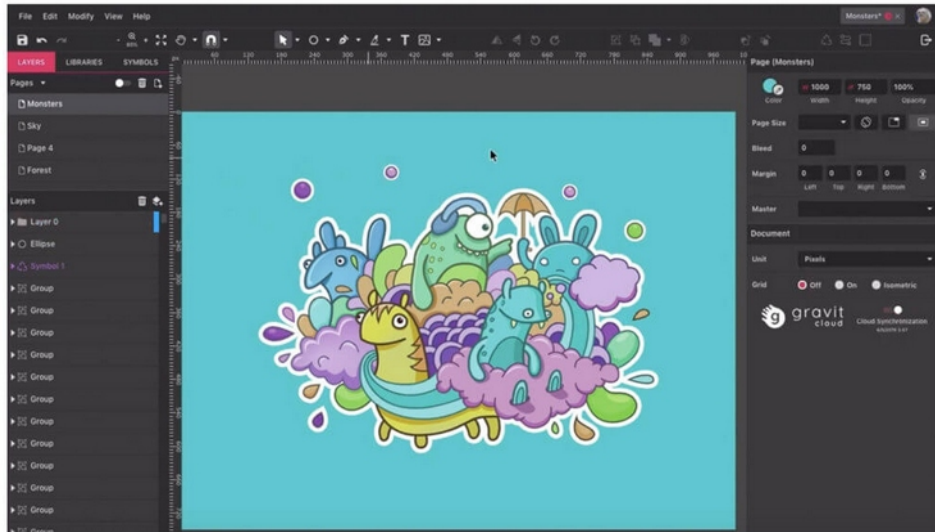 File Edit Modify View Help
Monsters*
80%
T
LAYERS LIBRARIES SYMBOLS
Pages
Monsters
Sky
Page 4
Forest
Layers
Layer 0
Ellipse
Symbol 1
Group
Group
Group
Group
Group
Group
Group
Group
Group
Group
Group
Page (Monsters)
W 1000 H 750 100%
Color Width Height Opacity
Page Size
Bleed 0
Margin 0 0 0 0
Left Top Right Bottom
Master
Document
Unit Pixels
Grid Off On Isometric
gravit
cloud
Cloud Synchronization